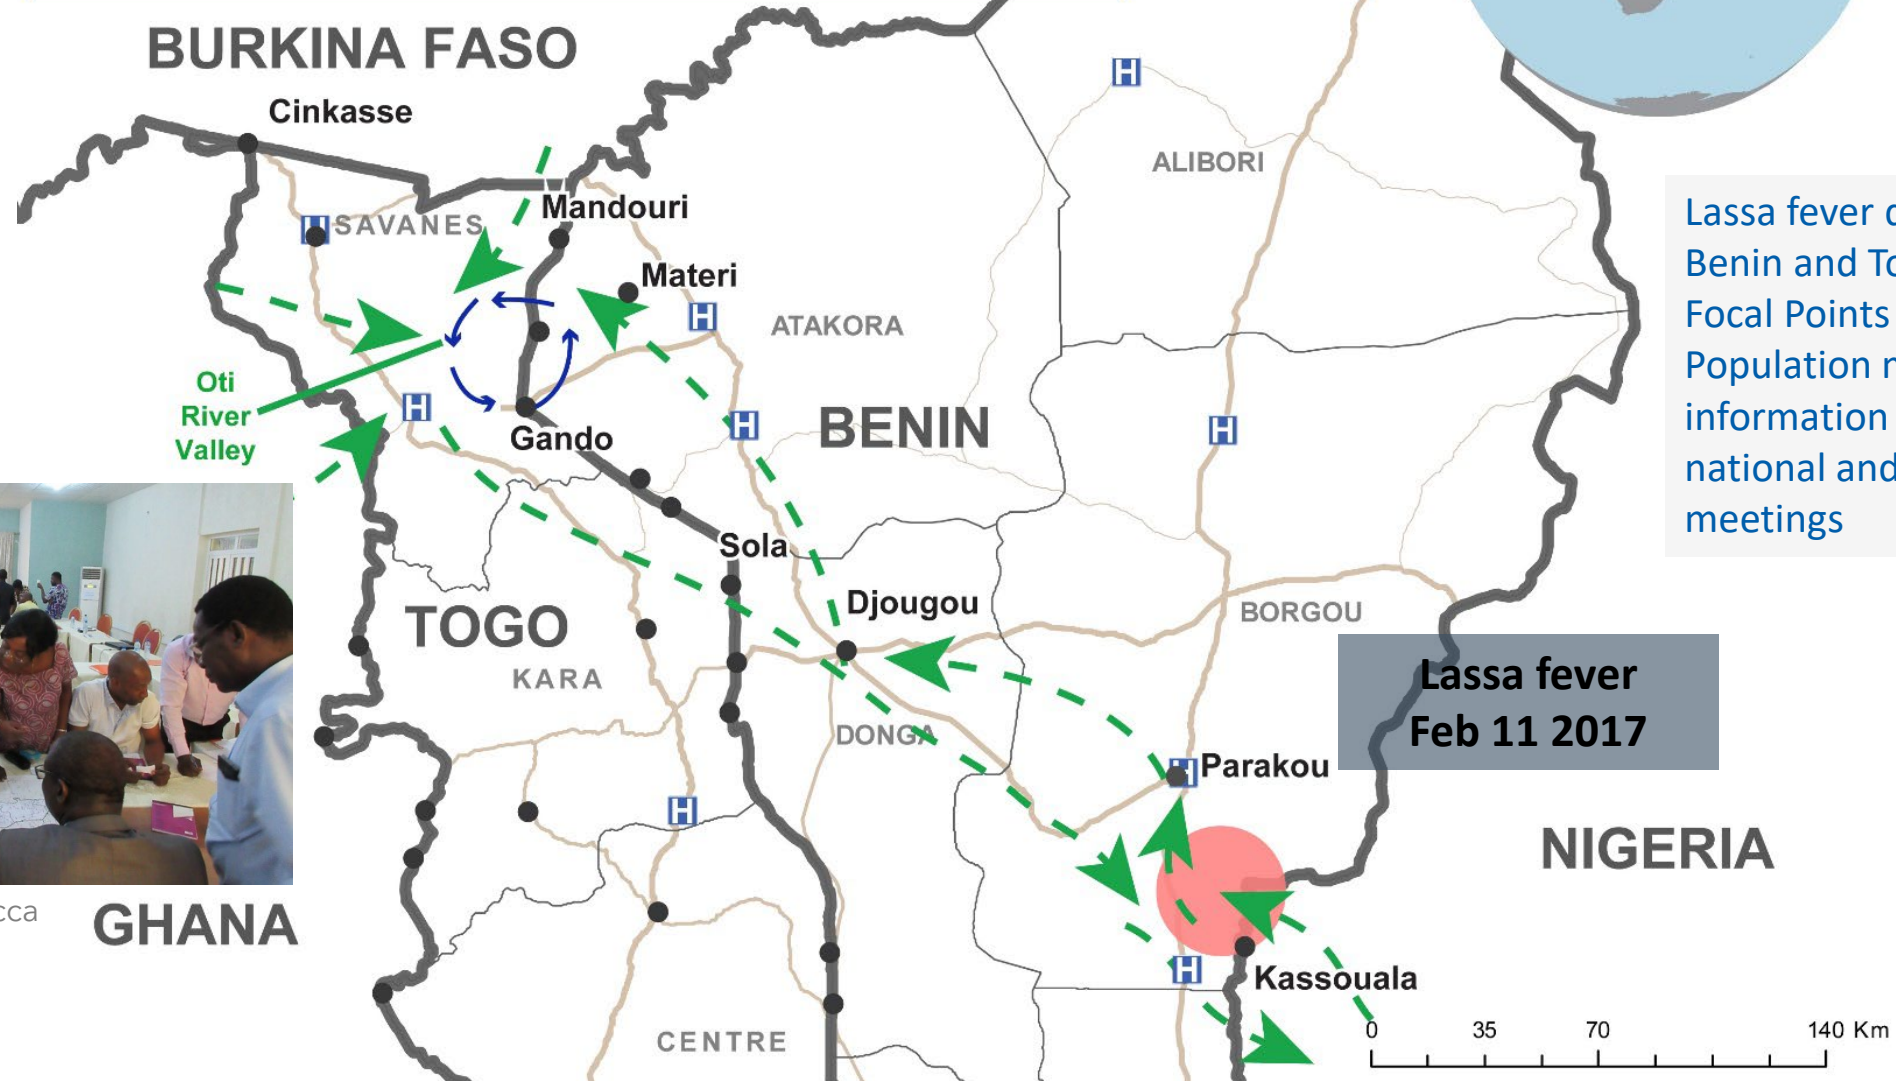 BURKINA FASO
Cinkasse
ALIBORI
SAVANES
Mandouri
Materi
ATAKORA
Lassa fever
Benin and
Focal Points
Population
information
national and
meetings
Oti
River
Valley
Gando
BENIN
Sola
TOGO
Djougou
BORGOU
KARA
Lassa fever
Feb 11 2017
DONGA
Parakou
NIGERIA
GHANA
Kassouala
CENTRE
0 35 70 140 Km
H
H
H
H
H
H
H
H
H